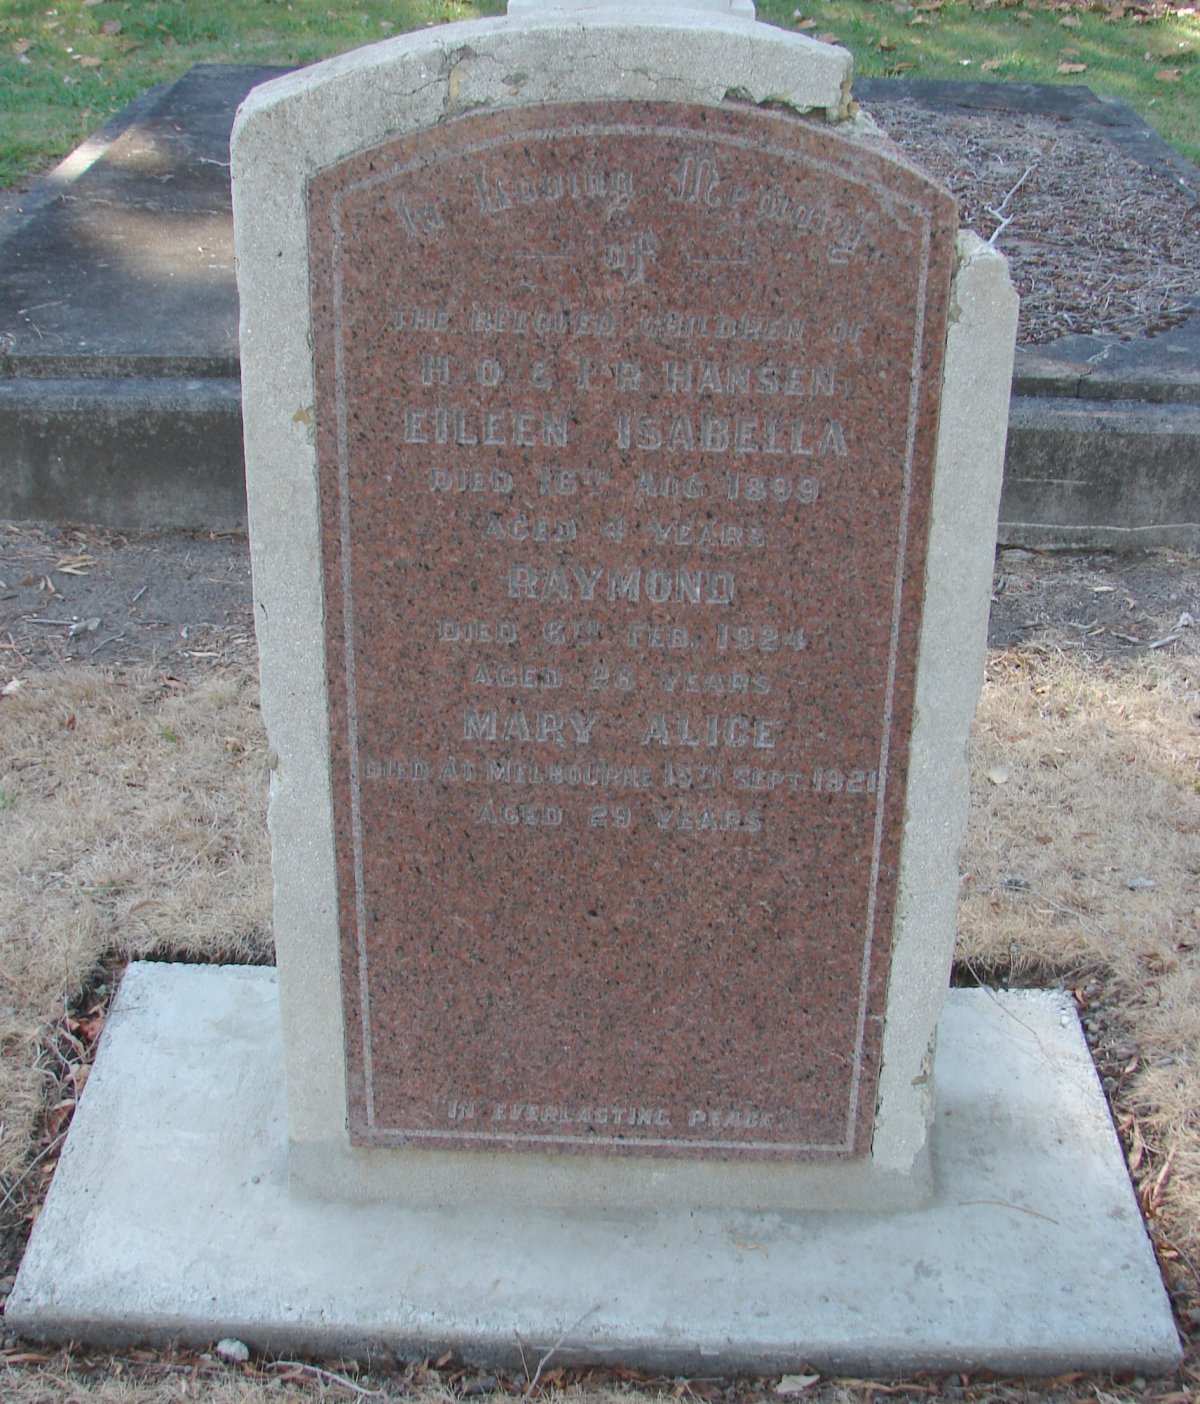 In Loving Memory
of
THE BELOVED CHILDREN OF
H. O. & I. R. HANSEN
EILEEN ISABELLA
DIED 16TH AUG. 1899
AGED 4 YEARS
RAYMOND
DIED 6TH FEB. 1924
AGED 26 YEARS
MARY ALICE
DIED AT MELBOURNE 15TH SEPT. 1921
AGED 29 YEARS
IN EVERLASTING PEACE